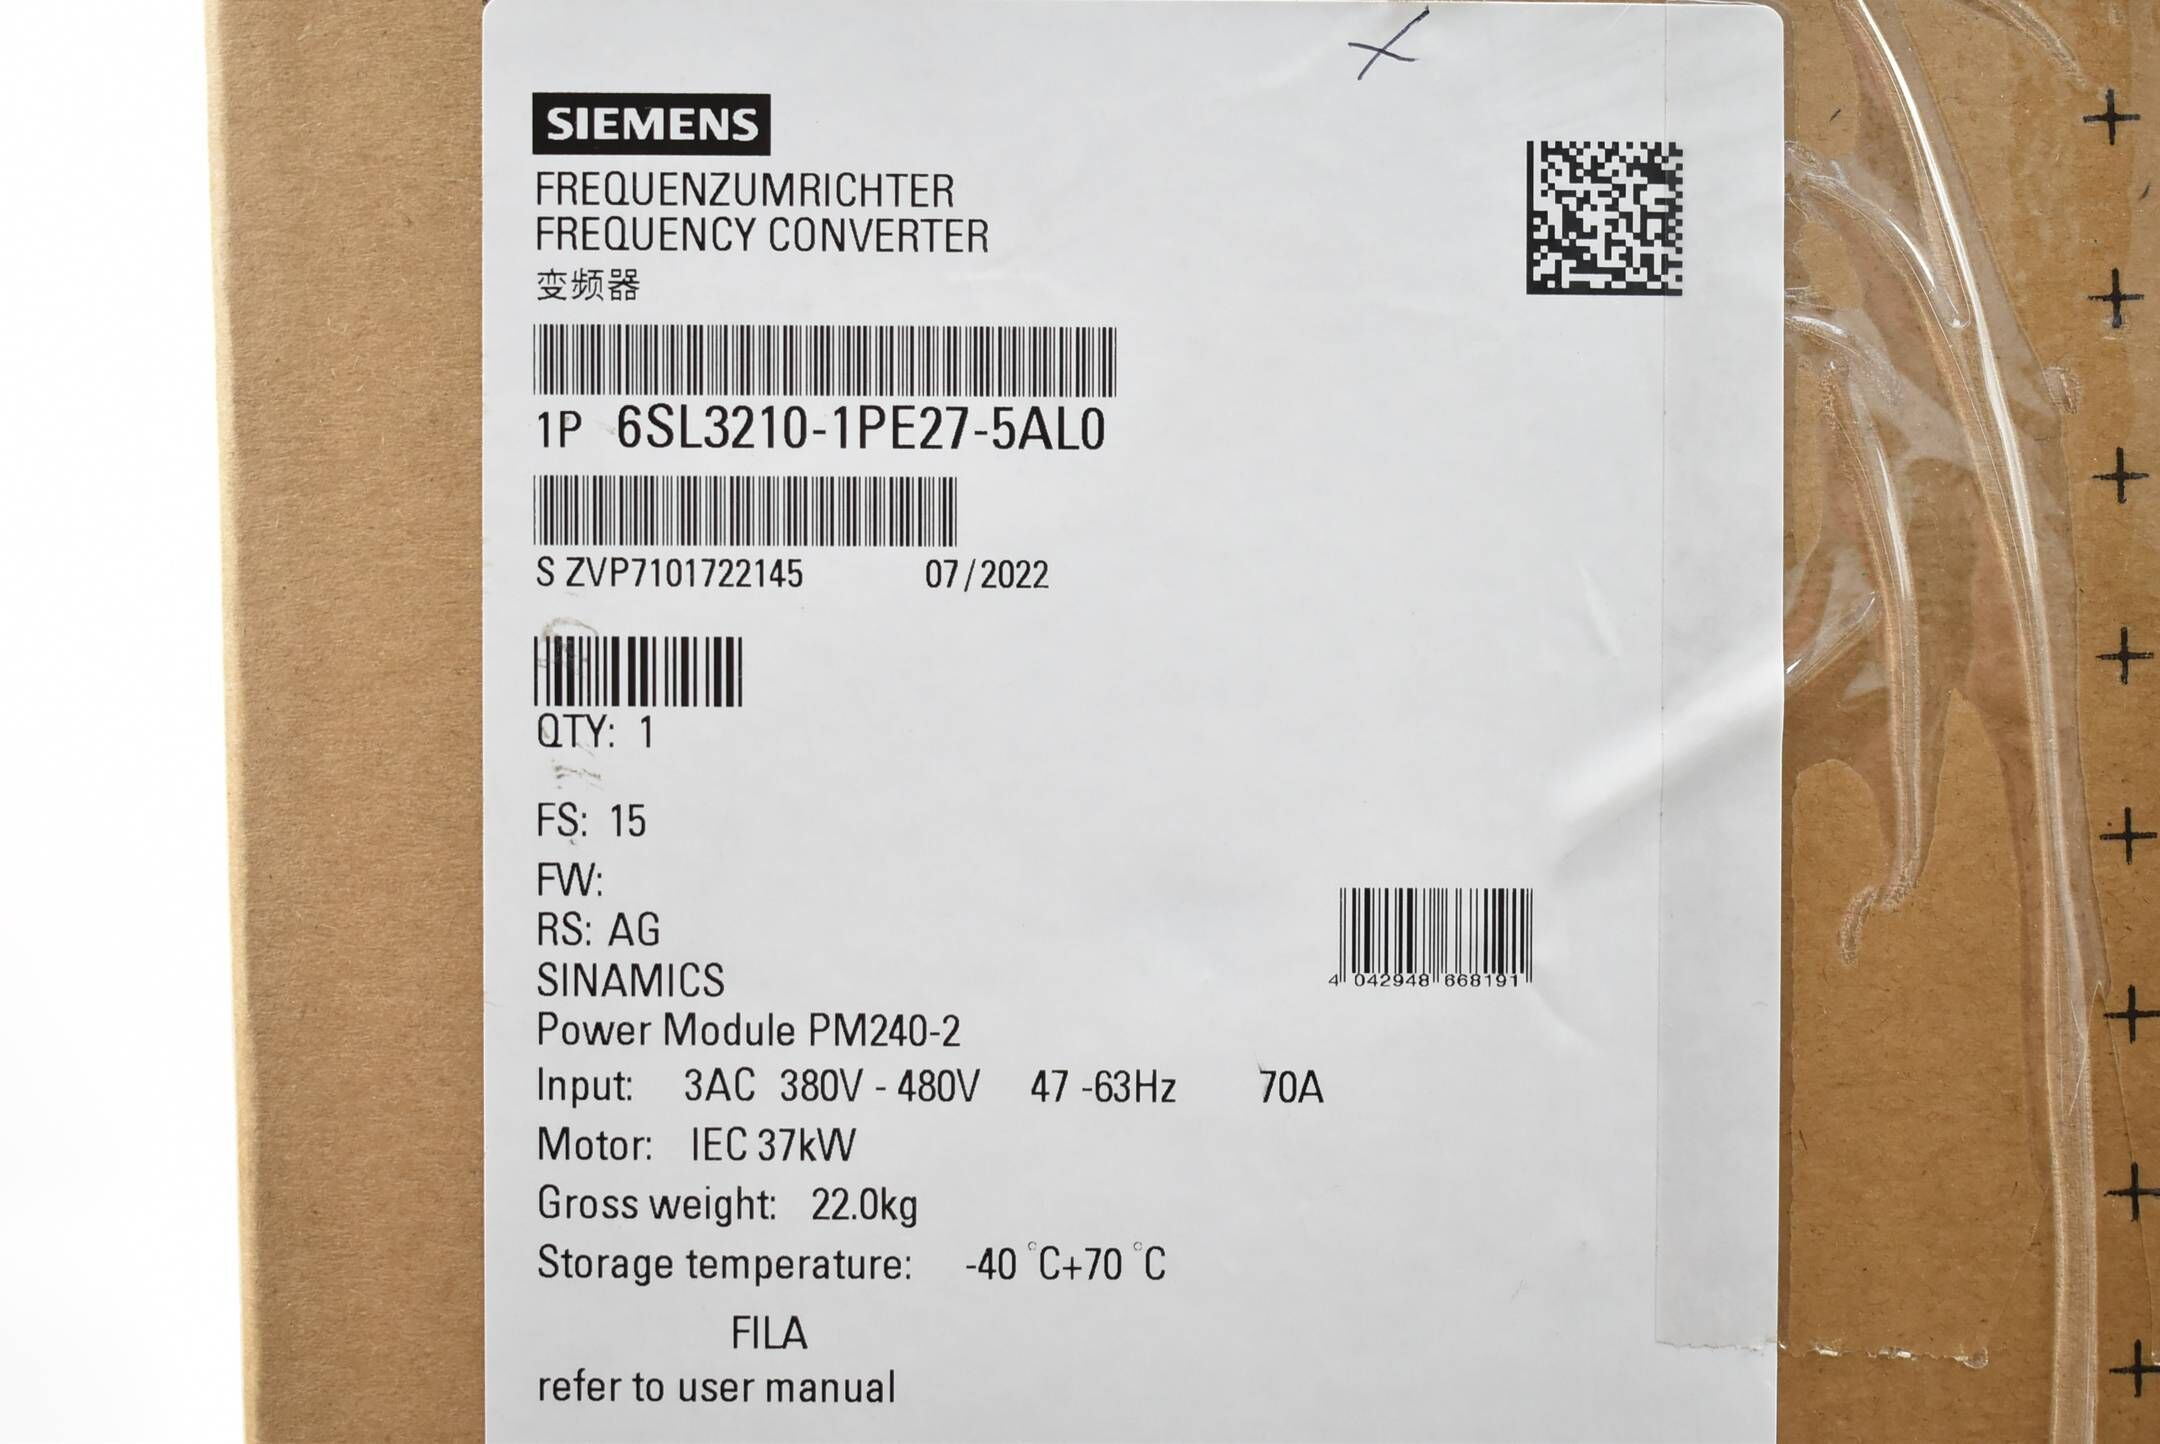 SIEMENS
FREQUENZUMRICHTER
FREQUENCY CONVERTER
变频器
1P 6SL3210-1PE27-5AL0
S ZVP7101722145 07/2022
QTY: 1
FS: 15
FW:
RS: AG
SINAMICS
4 042948 668191
Power Module PM240-2
Input: 3AC 380V - 480V 47 -63Hz 70A
Motor: IEC 37kW
Gross weight: 22.0kg
Storage temperature: -40 °C+70 °C
FILA
refer to user manual